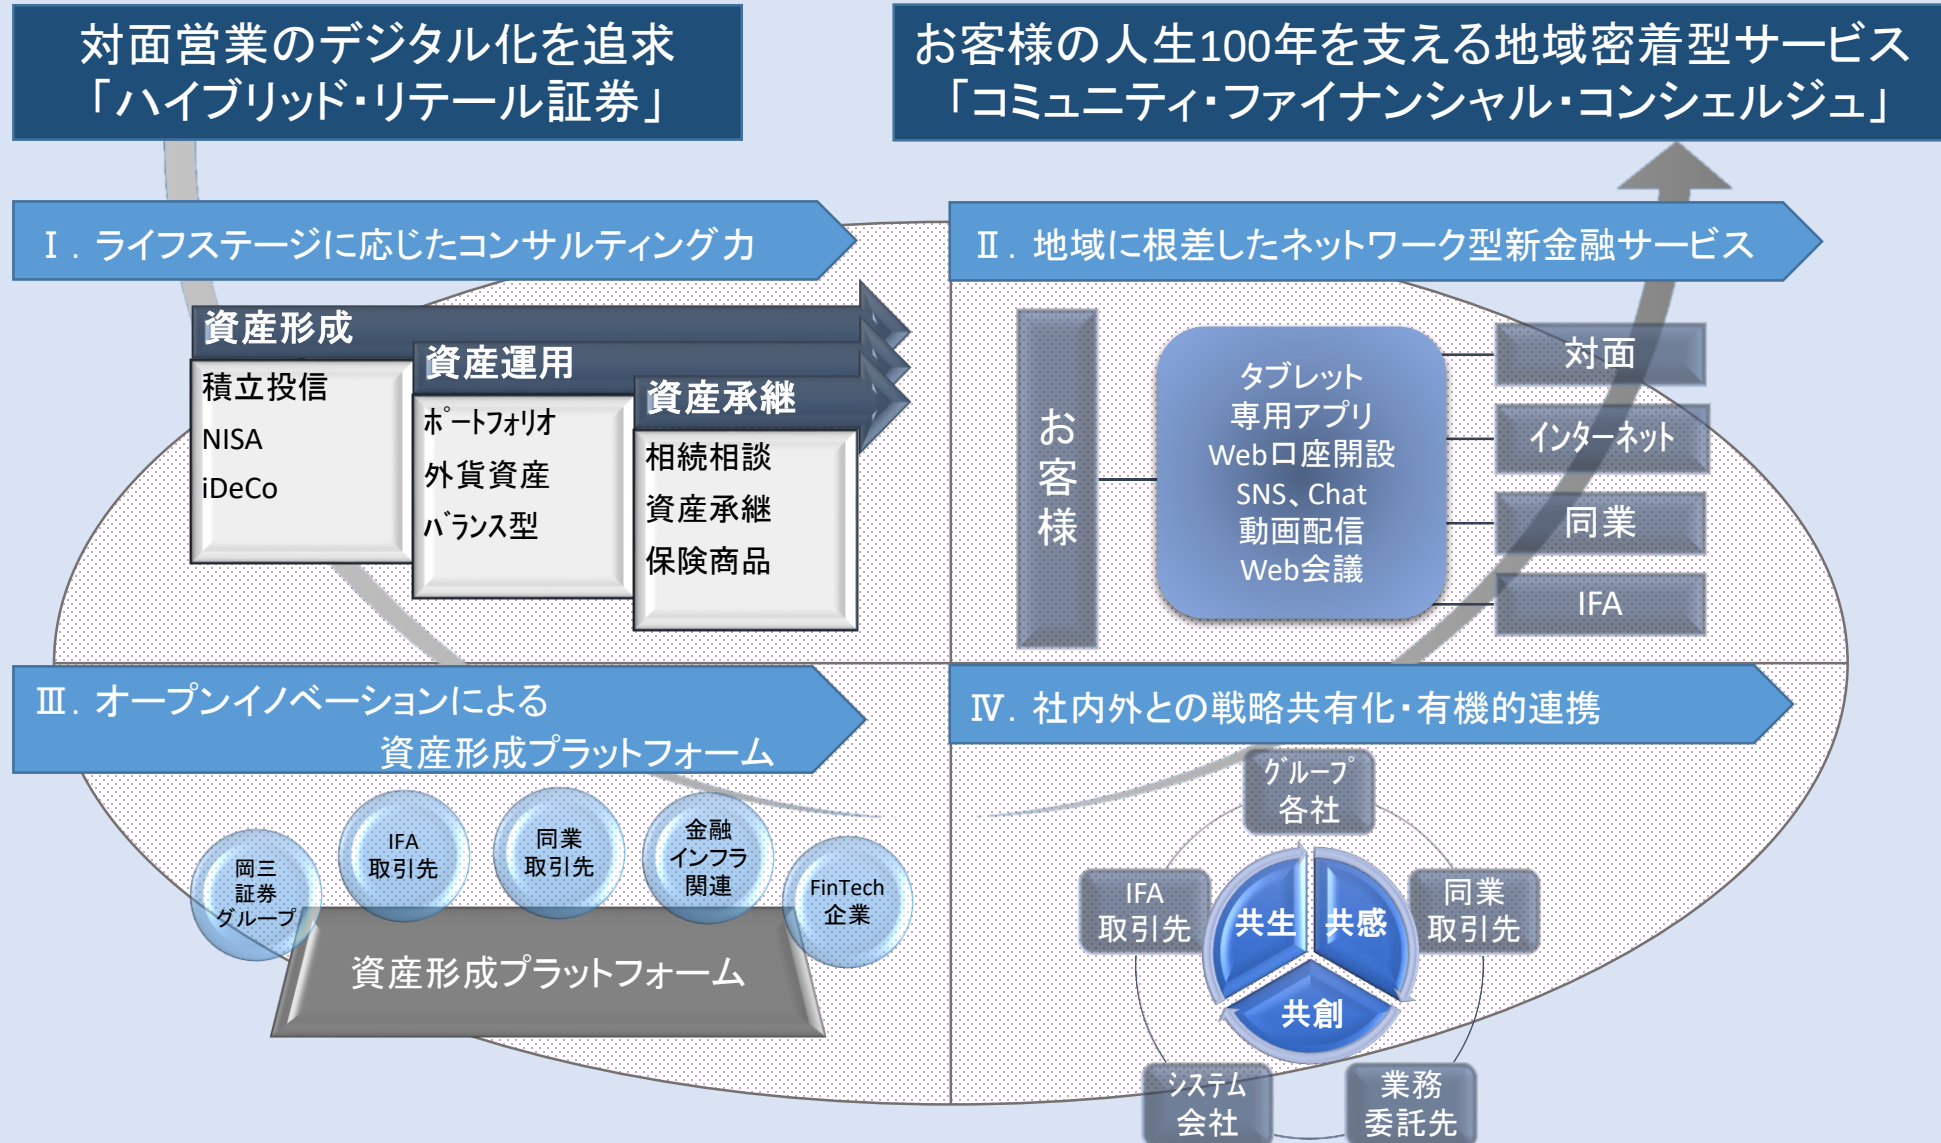 対面営業のデジタル化を追求
「ハイブリッド・リテール証券」
お客様の人生100年を支える地域密着型サービス
「コミュニティ・ファイナンシャル・コンシェルジュ」
Ⅰ．ライフステージに応じたコンサルティング力
資産形成
積立投信
NISA
iDeCo
資産運用
ﾎﾟｰﾄﾌｫﾘｵ
外貨資産
ﾊﾞﾗﾝｽ型
資産承継
相続相談
資産承継
保険商品
Ⅱ．地域に根差したネットワーク型新金融サービス
お客様
タブレット
専用アプリ
Web口座開設
SNS、Chat
動画配信
Web会議
対面
ｲﾝﾀｰﾈｯﾄ
同業
IFA
Ⅲ．オープンイノベーションによる
資産形成プラットフォーム
岡三
証券
グループ
IFA
取引先
同業
取引先
金融
インフラ
関連
FinTech
企業
資産形成プラットフォーム
Ⅳ．社内外との戦略共有化・有機的連携
ｸﾞﾙｰﾌﾟ
各社
IFA
取引先
同業
取引先
共生
共感
共創
ｼｽﾃﾑ
会社
業務
委託先